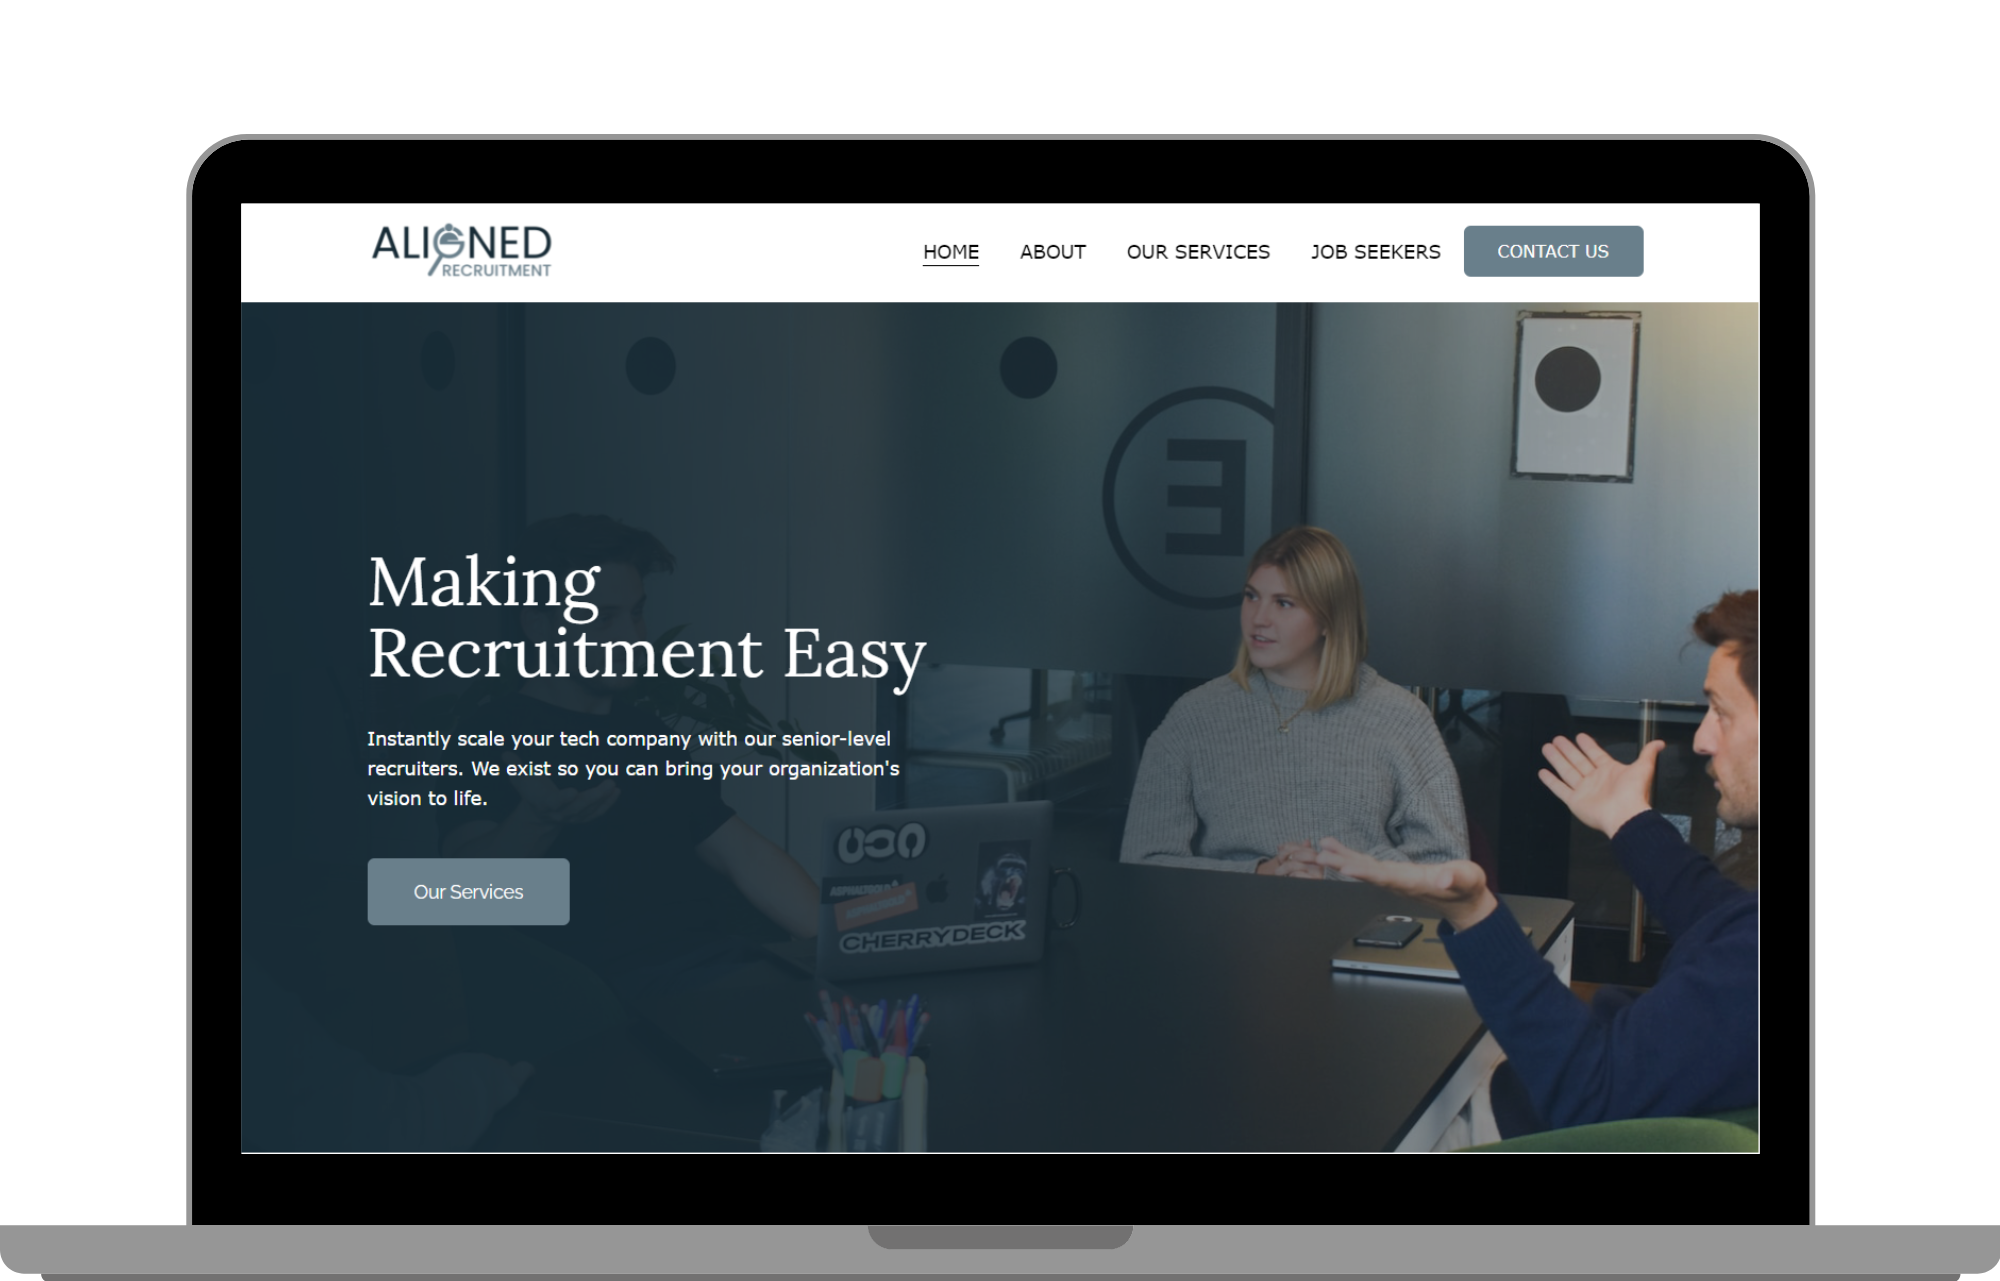 ALIGNED
RECRUITMENT
HOME ABOUT OUR SERVICES JOB SEEKERS CONTACT US
Making
Recruitment Easy
Instantly scale your tech company with our senior-level
recruiters. We exist so you can bring your organization's
vision to life.
Our Services
E
CHERRYDECK